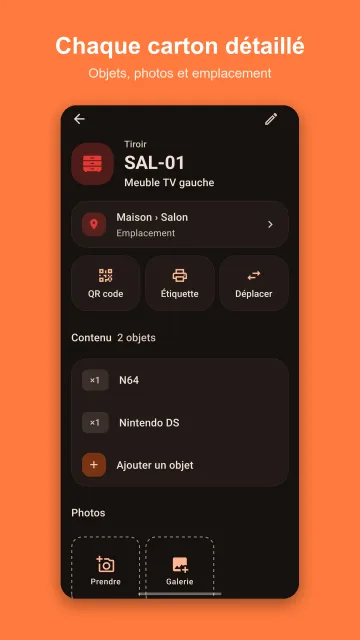 Chaque carton détaillé
Objets, photos et emplacement
Tiroir
SAL-01
Meuble TV gauche
Maison › Salon
Emplacement
QR code
Étiquette
Déplacer
Contenu 2 objets
×1 N64
×1 Nintendo DS
Ajouter un objet
Photos
Prendre
Galerie